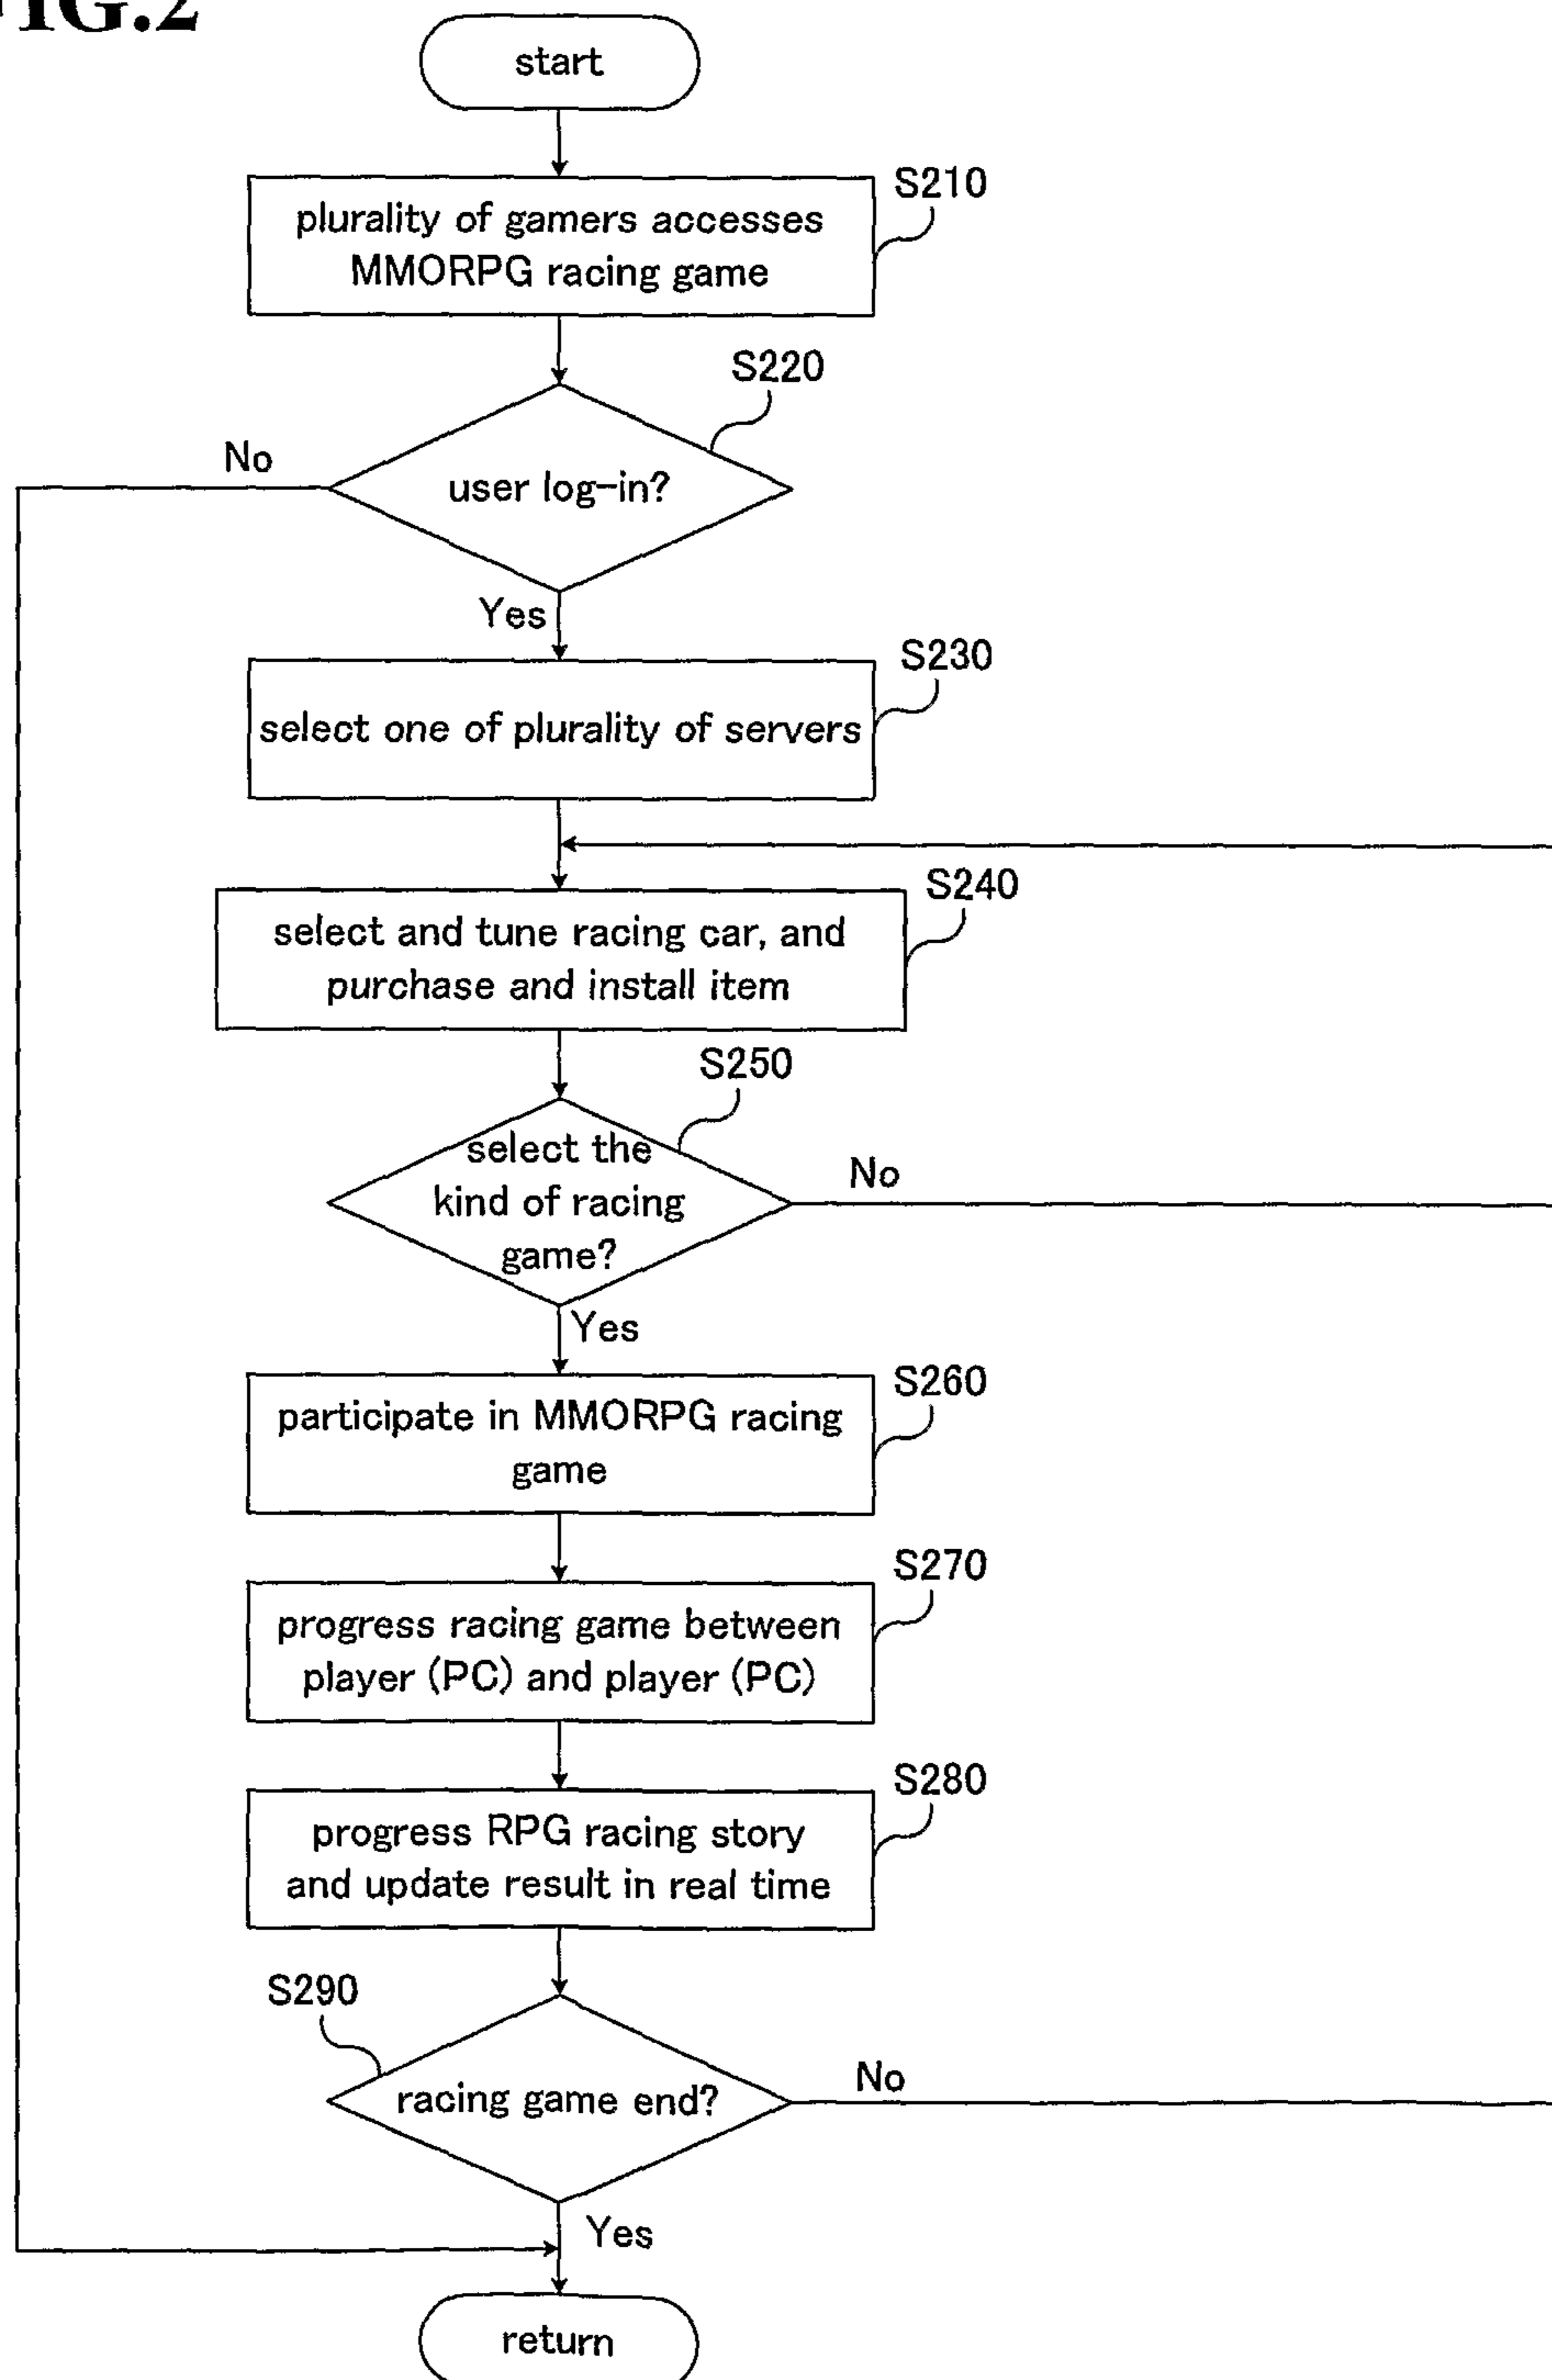 FIG.2
start
S210
plurality of gamers accesses
MMORPG racing game
S220
No
user log-in?
Yes
S230
select one of plurality of servers
S240
select and tune racing car, and
purchase and install item
S250
select the
kind of racing
game?
No
Yes
S260
participate in MMORPG racing
game
S270
progress racing game between
player (PC) and player (PC)
S280
progress RPG racing story
and update result in real time
S290
racing game end?
No
Yes
return